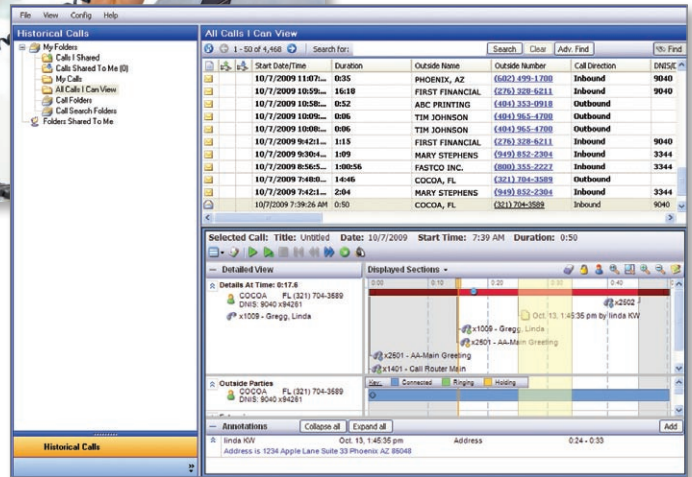 File View Config Help
Historical Calls
My Folders
Calls I Shared
Calls Shared To Me (0)
My Calls
All Calls I Can View
Call Folders
Call Search Folders
Folders Shared To Me
Historical Calls
All Calls I Can View
1 - 50 of 4,468 Search for: Search Clear Adv. Find Find
Start Date/Time Duration Outside Name Outside Number Call Direction DNIS/
10/7/2009 11:07:... 0:35 PHOENIX, AZ (602) 499-1700 Inbound 9040
10/7/2009 10:59:... 16:18 FIRST FINANCIAL (276) 328-6211 Inbound 9040
10/7/2009 10:58:... 0:52 ABC PRINTING (404) 353-0918 Outbound
10/7/2009 10:09:... 0:06 TIM JOHNSON (404) 965-4700 Outbound
10/7/2009 10:08:... 0:06 TIM JOHNSON (404) 965-4700 Outbound
10/7/2009 9:42:1... 1:15 FIRST FINANCIAL (276) 328-6211 Inbound 9040
10/7/2009 9:30:4... 1:09 MARY STEPHENS (949) 852-2304 Inbound 3344
10/7/2009 8:56:5... 1:00:56 FASTCO INC. (800) 355-2227 Inbound 3344
10/7/2009 7:48:0... 14:46 COCOA, FL (321) 704-3589 Outbound
10/7/2009 7:42:1... 2:04 MARY STEPHENS (949) 852-2304 Inbound 3344
10/7/2009 7:39:26 AM 0:50 COCOA, FL (321) 704-3589 Inbound 9040
Selected Call: Title: Untitled Date: 10/7/2009 Start Time: 7:39 AM Duration: 0:50
Detailed View Displayed Sections
Details At Time: 0:17.6
COCOA FL (321) 704-3589
DNIS: 9040 x94261
x1009 - Gregg, Linda
0:00 0:10 0:20 0:30 0:40
x2502
Oct. 13, 1:45:35 pm by linda KW
x1009 - Gregg, Linda
x2501 - AA-Main Greeting
x2501 - AA-Main Greeting
x1401 - Call Router Main
Outside Parties
COCOA FL (321) 704-3589
DNIS: 9040 x94261
Key: Connected Ringing Holding
Annotations Collapse all Expand all Add
linda KW Oct. 13, 1:45:35 pm Address 0:24 - 0:33
Address is 1234 Apple Lane Suite 33 Phoenix AZ 85048